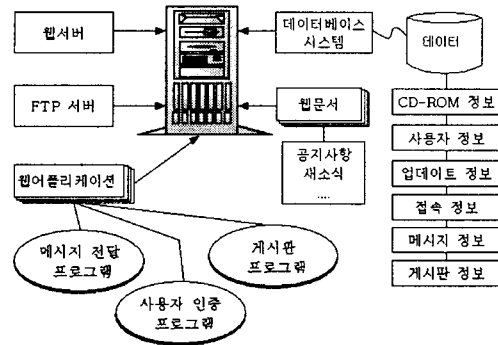 웹서버
데이터베이스
시스템
데이터
FTP 서버
웹문서
CD-ROM 정보
공지사항
새소식
....
사용자 정보
웹어플리케이션
업데이트 정보
접속 정보
메시지 전달
프로그램
게시판
프로그램
메시지 정보
게시판 정보
사용자 인증
프로그램